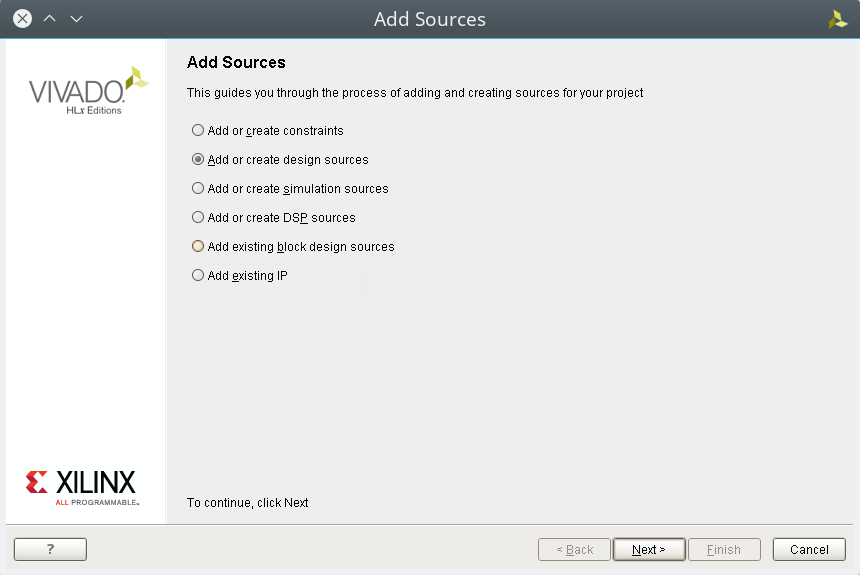 Add Sources
VIVADO.
HLx Editions
Add Sources
This guides you through the process of adding and creating sources for your project
Add or create constraints
Add or create design sources
Add or create simulation sources
Add or create DSP sources
Add existing block design sources
Add existing IP
XILINX
ALL PROGRAMMABLE™
To continue, click Next
?
< Back
Next >
Finish
Cancel